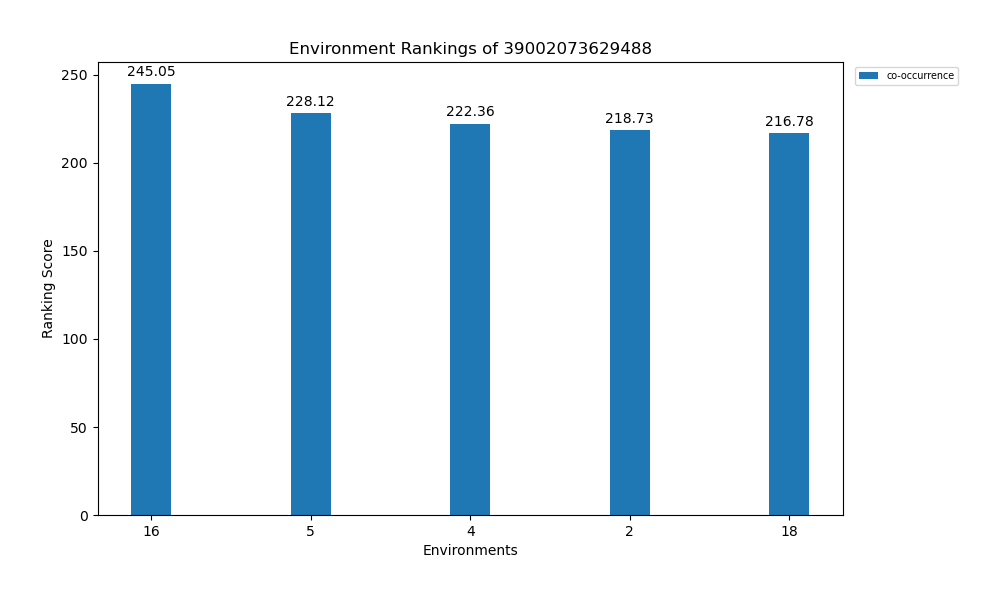 Environment Rankings of 39002073629488
co-occurrence
245.05
228.12
222.36
218.73
216.78
250
200
150
100
50
0
Ranking Score
16 5 4 2 18
Environments